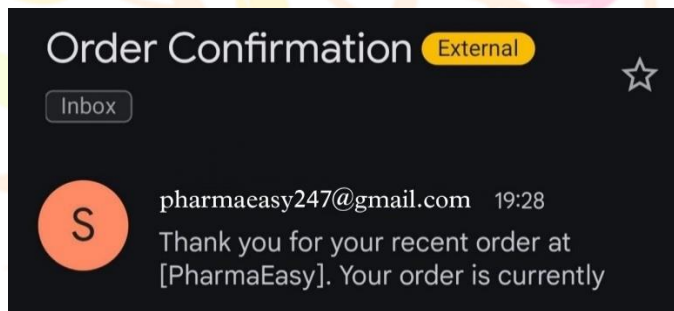 Order Confirmation External
Inbox
S
pharmaeasy247@gmail.com 19:28
Thank you for your recent order at
[PharmaEasy]. Your order is currently